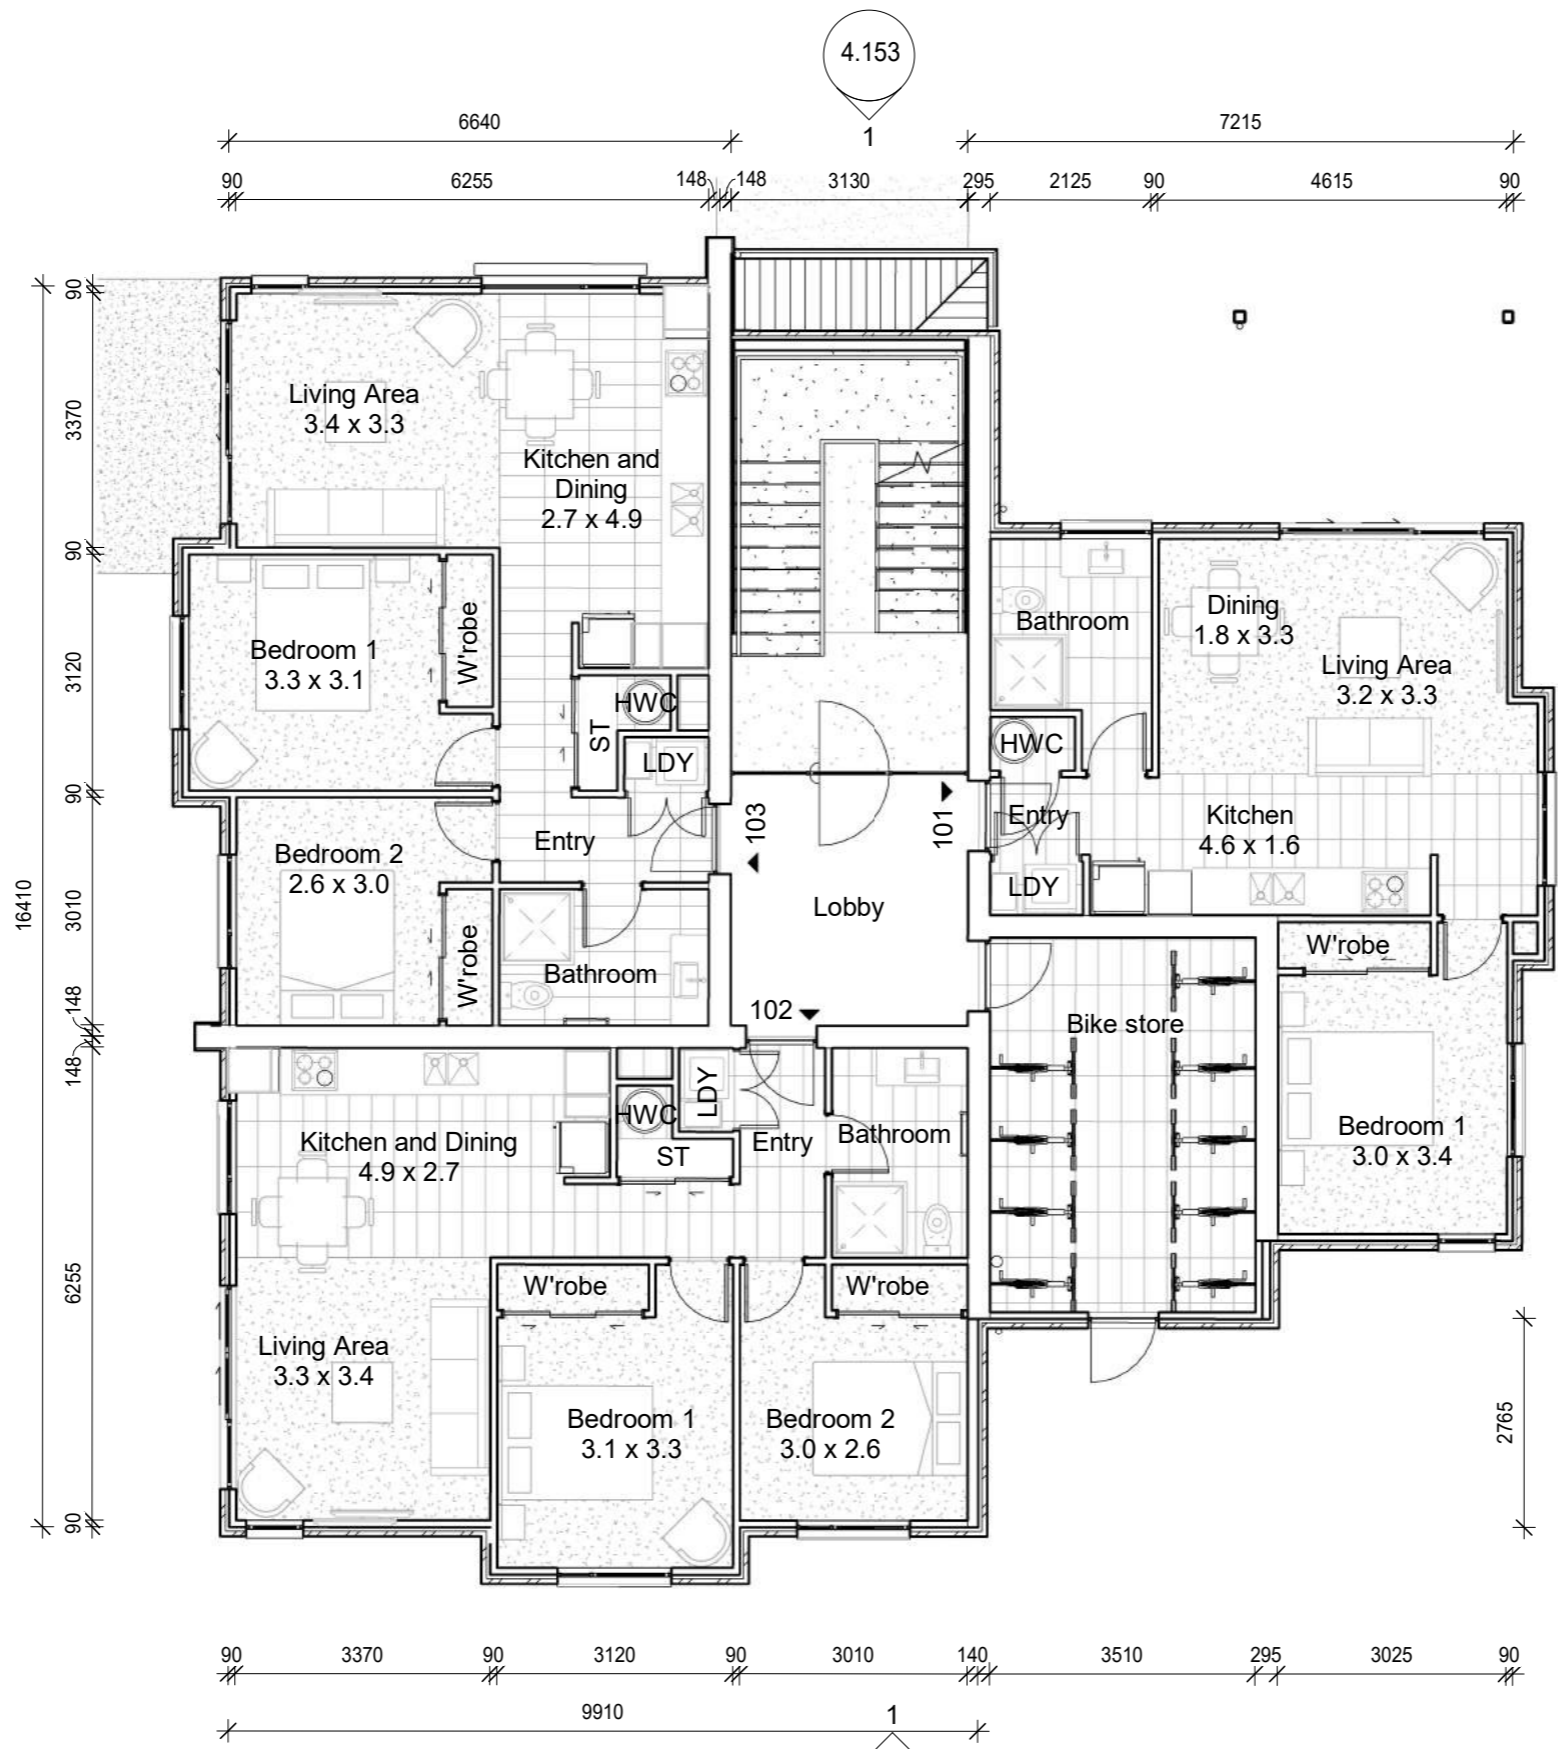 4.153
1
6640
7215
90
6255
148
148
3130
295
2125
90
4615
90
90
3370
90
3120
90
3010
148
148
6255
90
16410
Living Area
3.4 x 3.3
Kitchen and
Dining
2.7 x 4.9
Bedroom 1
3.3 x 3.1
W'robe
HWC
ST
LDY
Entry
103
101
Bedroom 2
2.6 x 3.0
W'robe
Bathroom
Lobby
102
Bathroom
Dining
1.8 x 3.3
Living Area
3.2 x 3.3
HWC
Entry
Kitchen
4.6 x 1.6
LDY
W'robe
Bike store
Bedroom 1
3.0 x 3.4
Kitchen and Dining
4.9 x 2.7
HWC
LDY
ST
Entry
Bathroom
W'robe
W'robe
Living Area
3.3 x 3.4
Bedroom 1
3.1 x 3.3
Bedroom 2
3.0 x 2.6
2765
90
3370
90
3120
90
3010
140
3510
295
3025
90
9910
1